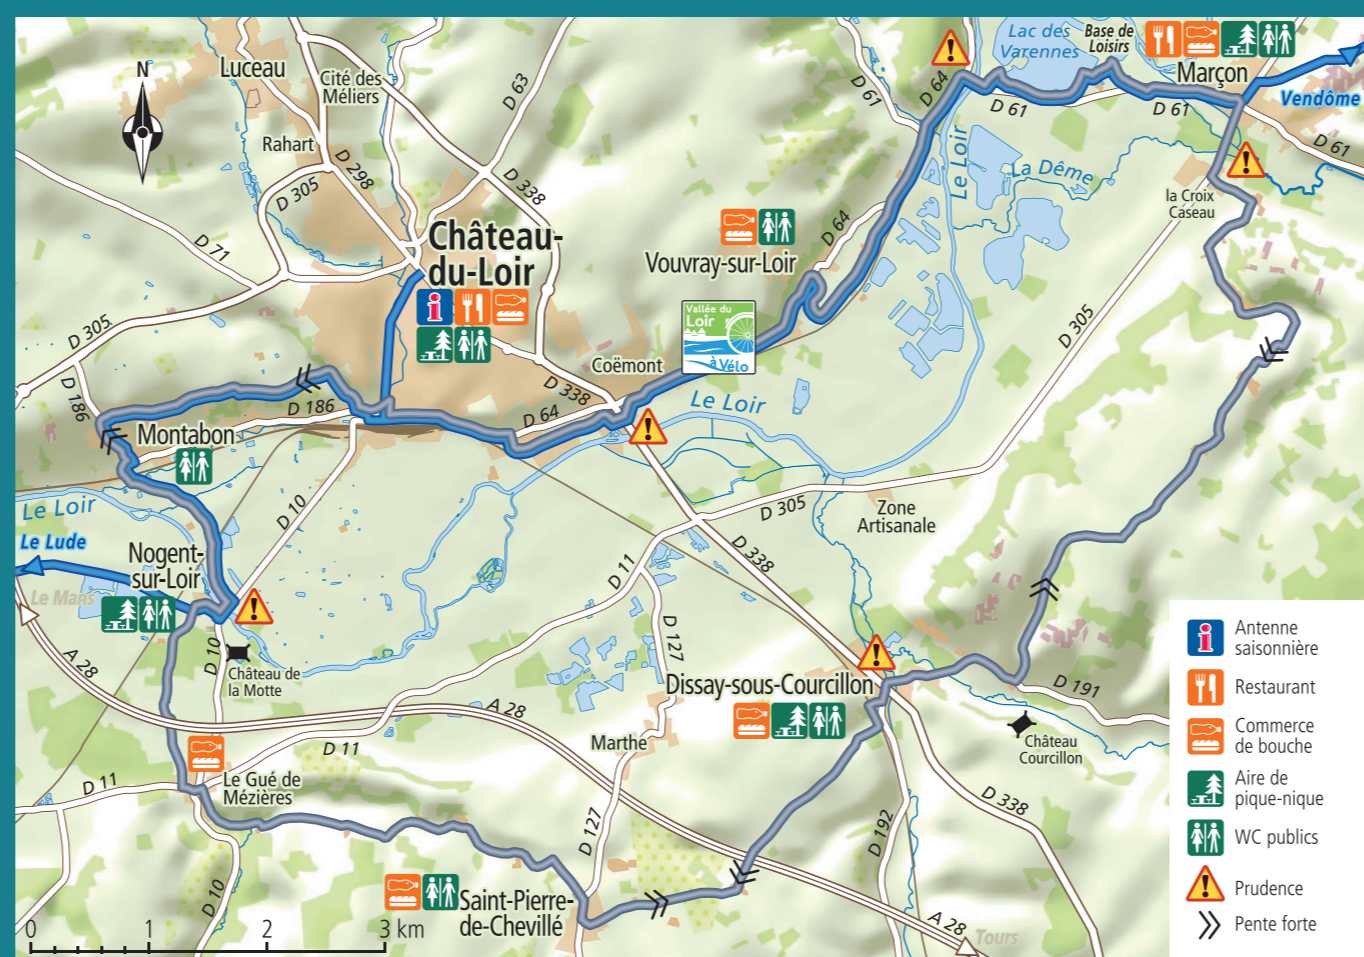 N
Luceau
Cité des
Méliers
Rahart
D 298
D 305
D 71
D 305
D 186
D 63
D 338
Château-
du-Loir
i
D 61
D 64
Lac des
Varennes
Base de
Loisirs
Marçon
Vendôme
D 61
D 61
D 61
Le Loir
La Dême
la Croix
Caseau
Vouvray-sur-Loir
D 64
Vallée du
Loir
à Vélo
Coëmont
D 338
D 64
Le Loir
D 305
D 186
Montabon
D 10
Le Loir
Le Lude
Nogent-
sur-Loir
Le Mans
A 28
D 10
Château de
la Motte
Zone
Artisanale
D 305
D 338
D 11
D 127
Dissay-sous-Courcillon
D 191
Château
Courcillon
A 28
Marthe
D 11
D 11
Le Gué de
Mézières
D 127
D 338
D 192
D 10
Saint-Pierre-
de-Chevillé
A 28
Tours
0 1 2 3 km
i Antenne
saisonnière
Restaurant
Commerce
de bouche
Aire de
pique-nique
WC publics
Prudence
Pente forte